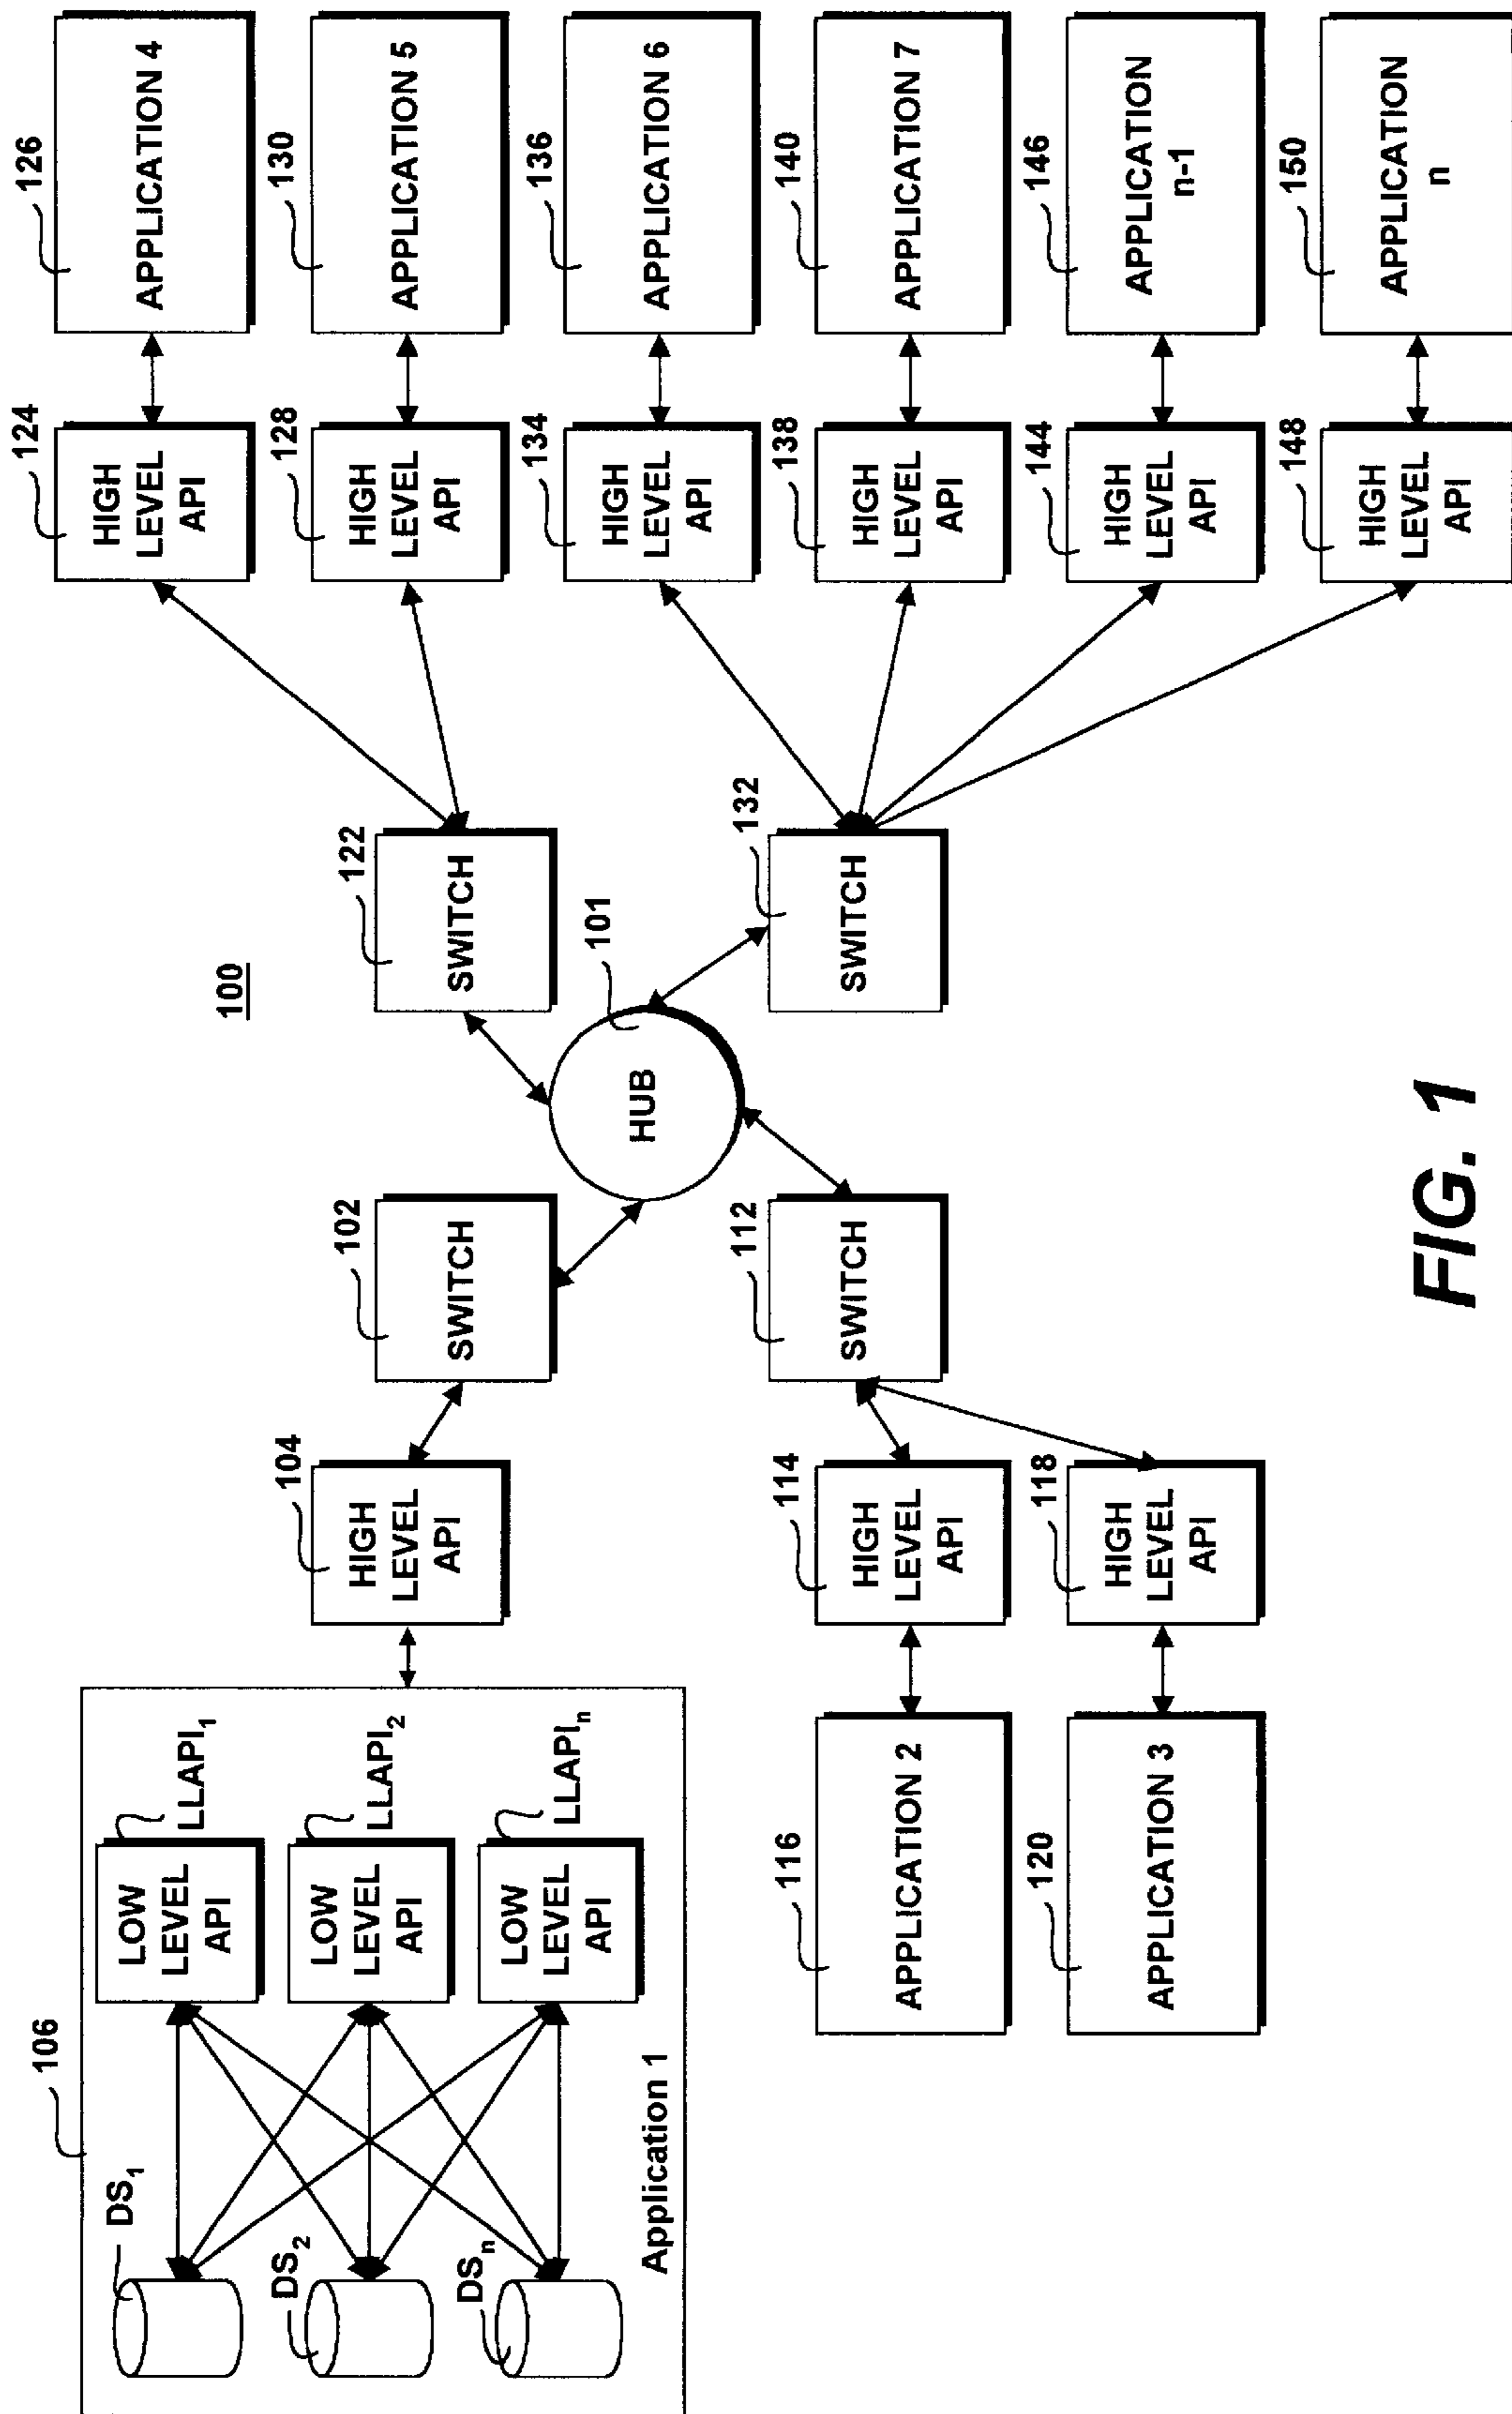 100
106
DS1
DS2
DSn
LOW
LEVEL
API
LLAPI1
LOW
LEVEL
API
LLAPI2
LOW
LEVEL
API
LLAPIn
Application 1
104
HIGH
LEVEL
API
102
SWITCH
101
HUB
116
APPLICATION 2
114
HIGH
LEVEL
API
120
APPLICATION 3
118
HIGH
LEVEL
API
112
SWITCH
122
SWITCH
124
HIGH
LEVEL
API
126
APPLICATION 4
128
HIGH
LEVEL
API
130
APPLICATION 5
132
SWITCH
134
HIGH
LEVEL
API
136
APPLICATION 6
138
HIGH
LEVEL
API
140
APPLICATION 7
144
HIGH
LEVEL
API
146
APPLICATION
n-1
148
HIGH
LEVEL
API
150
APPLICATION
n
FIG. 1